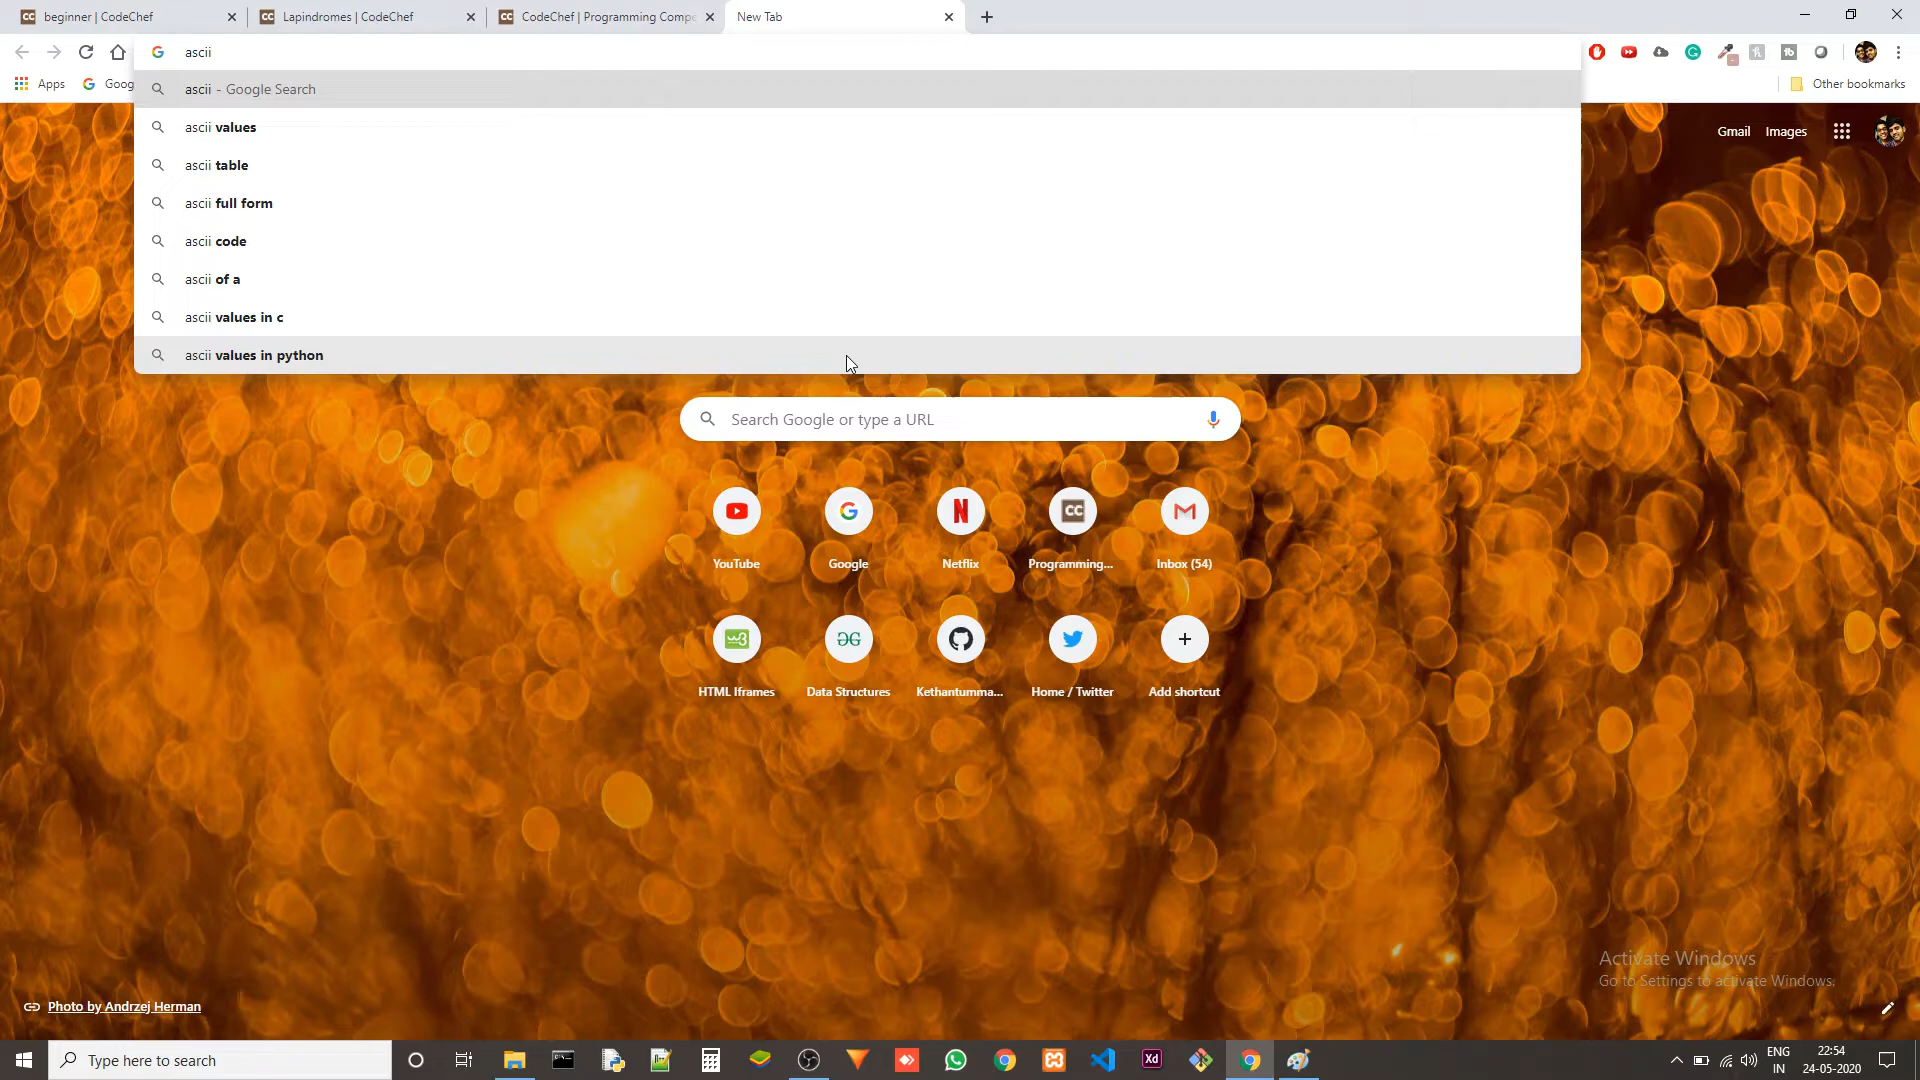 beginner | CodeChef
Lapindromes | CodeChef
CodeChef | Programming Compe
New Tab
ascii
Apps
Goog
Other bookmarks
ascii - Google Search
ascii values
ascii table
ascii full form
ascii code
ascii of a
ascii values in c
ascii values in python
Gmail Images
Search Google or type a URL
YouTube
Google
Netflix
Programming...
Inbox (54)
HTML Iframes
Data Structures
Kethantumma...
Home / Twitter
Add shortcut
Activate Windows
Go to Settings to activate Windows.
Photo by Andrzej Herman
Type here to search
ENG
IN
22:54
24-05-2020